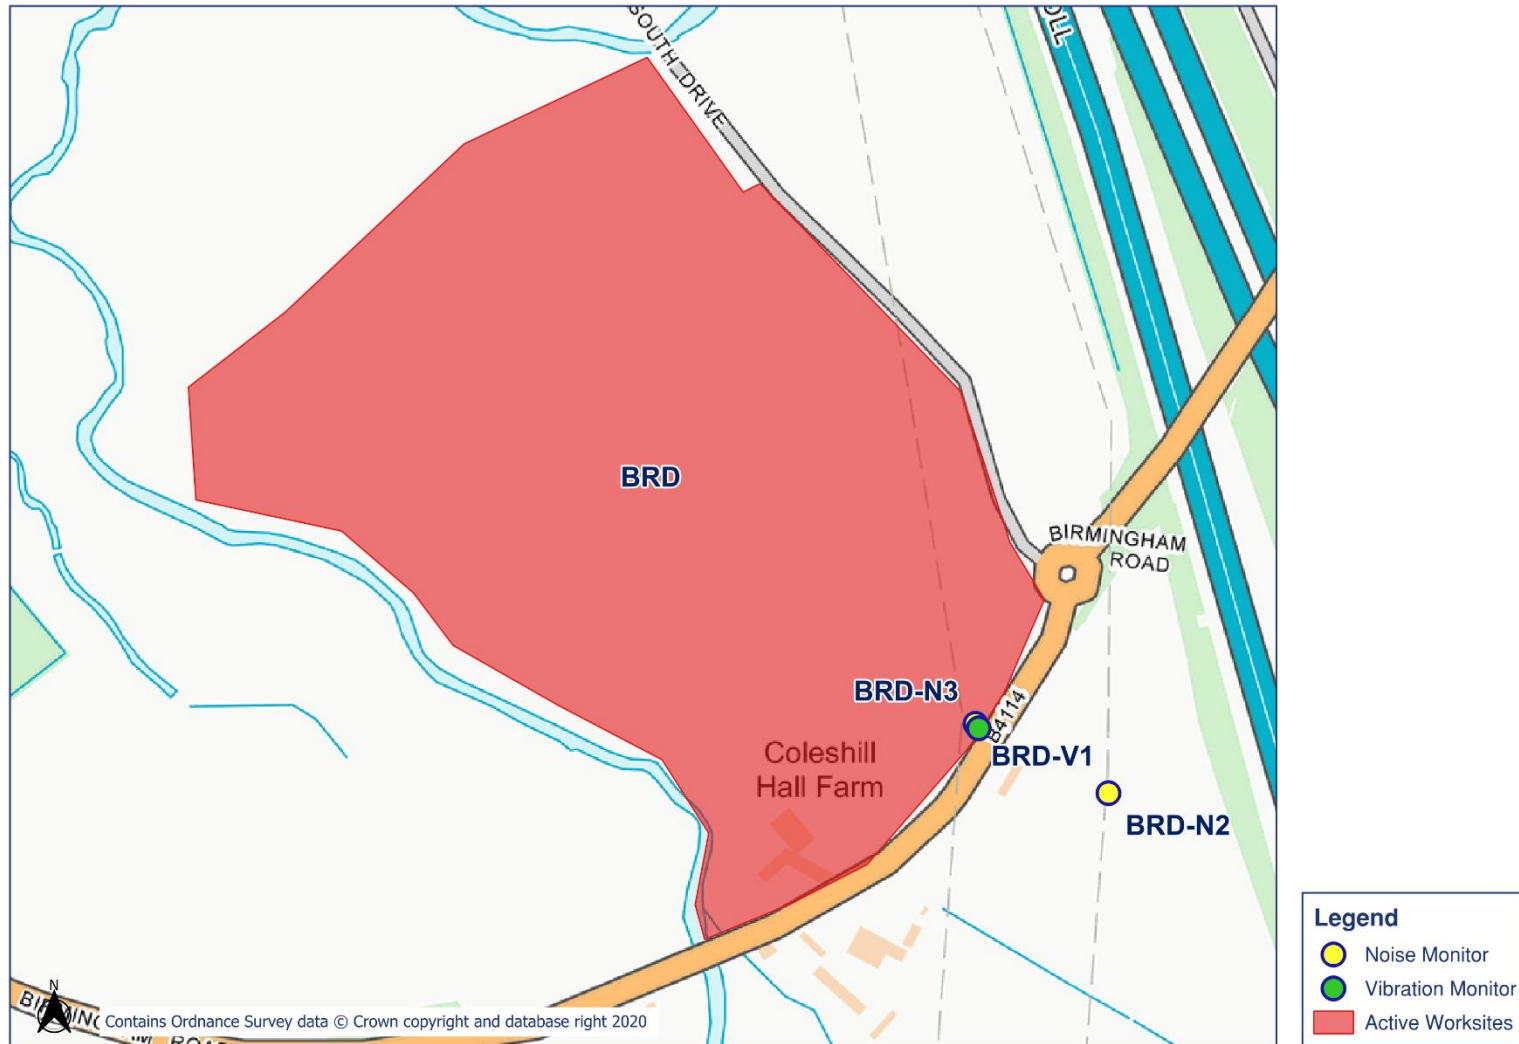 OLL
SOUTH DRIVE
BRD
BIRMINGHAM
ROAD
BRD-N3
B4114
Coleshill
Hall Farm
BRD-V1
BRD-N2
Legend
Noise Monitor
Vibration Monitor
Active Worksites
N
Contains Ordnance Survey data © Crown copyright and database right 2020